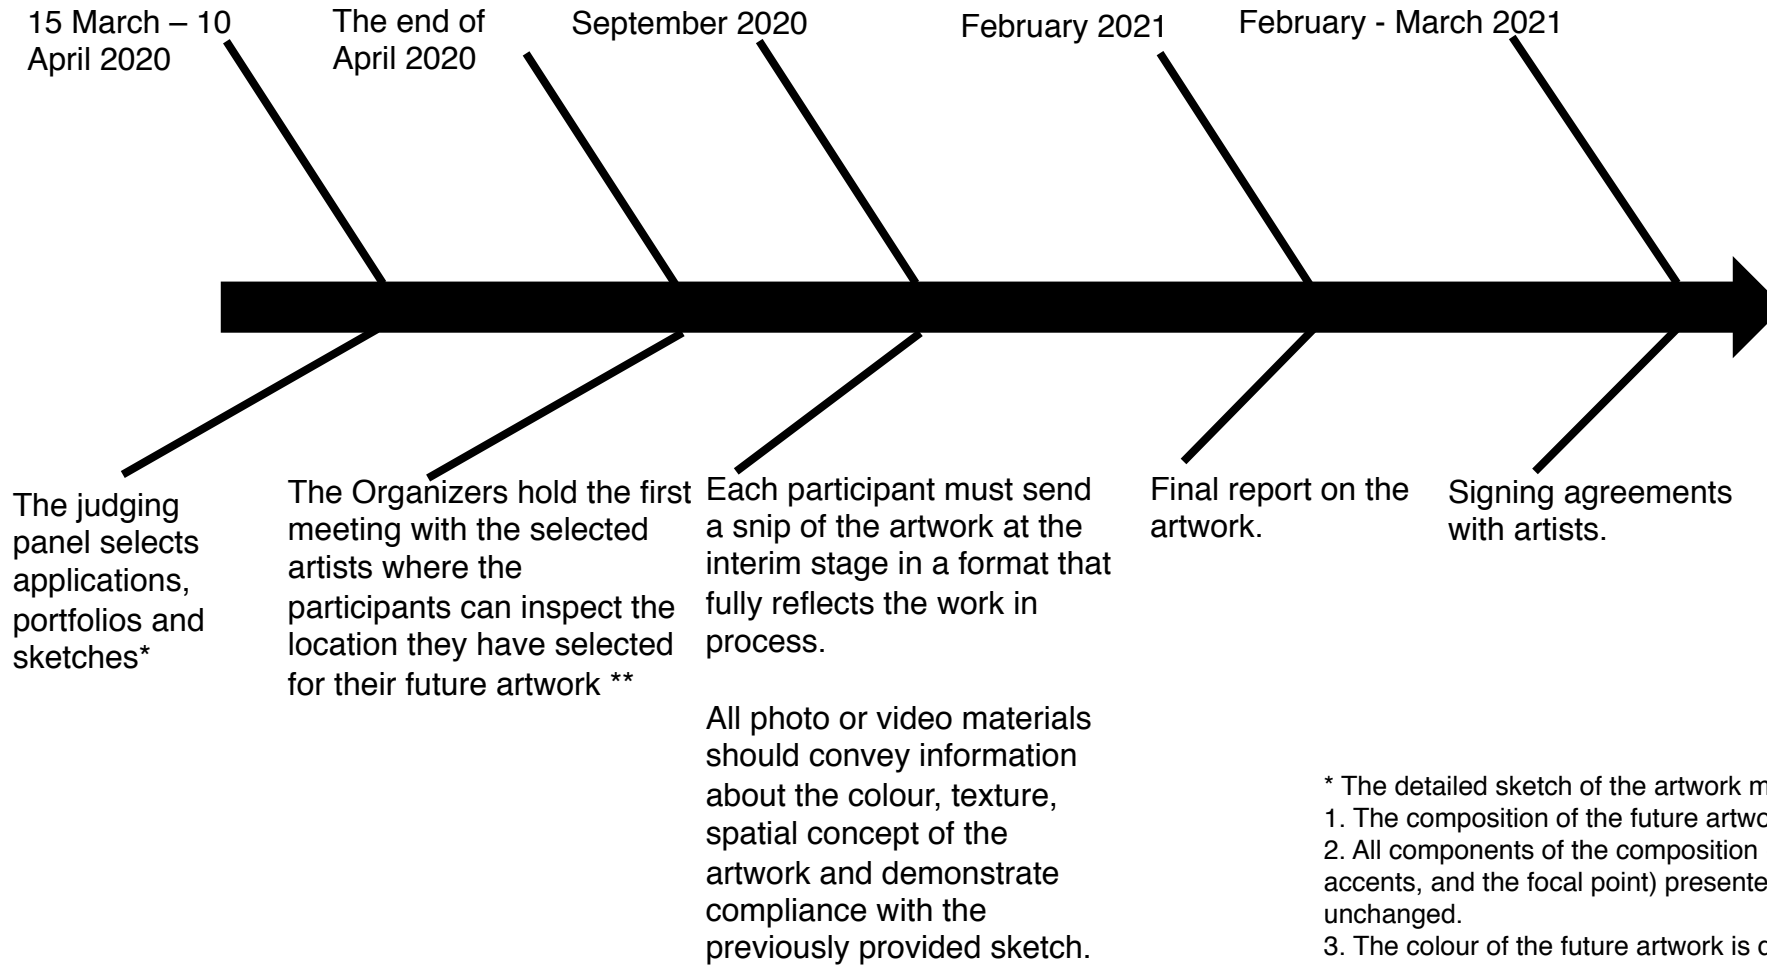 15 March – 10
April 2020
The end of
April 2020
September 2020
February 2021
February - March 2021
The judging
panel selects
applications,
portfolios and
sketches*
The Organizers hold the first
meeting with the selected
artists where the
participants can inspect the
location they have selected
for their future artwork **
Each participant must send
a snip of the artwork at the
interim stage in a format that
fully reflects the work in
process.
All photo or video materials
should convey information
about the colour, texture,
spatial concept of the
artwork and demonstrate
compliance with the
previously provided sketch.
Final report on the
artwork.
Signing agreements
with artists.
* The detailed sketch of the artwork
1. The composition of the future
2. All components of the composition
accents, and the focal point)
unchanged.
3. The colour of the future artwork is